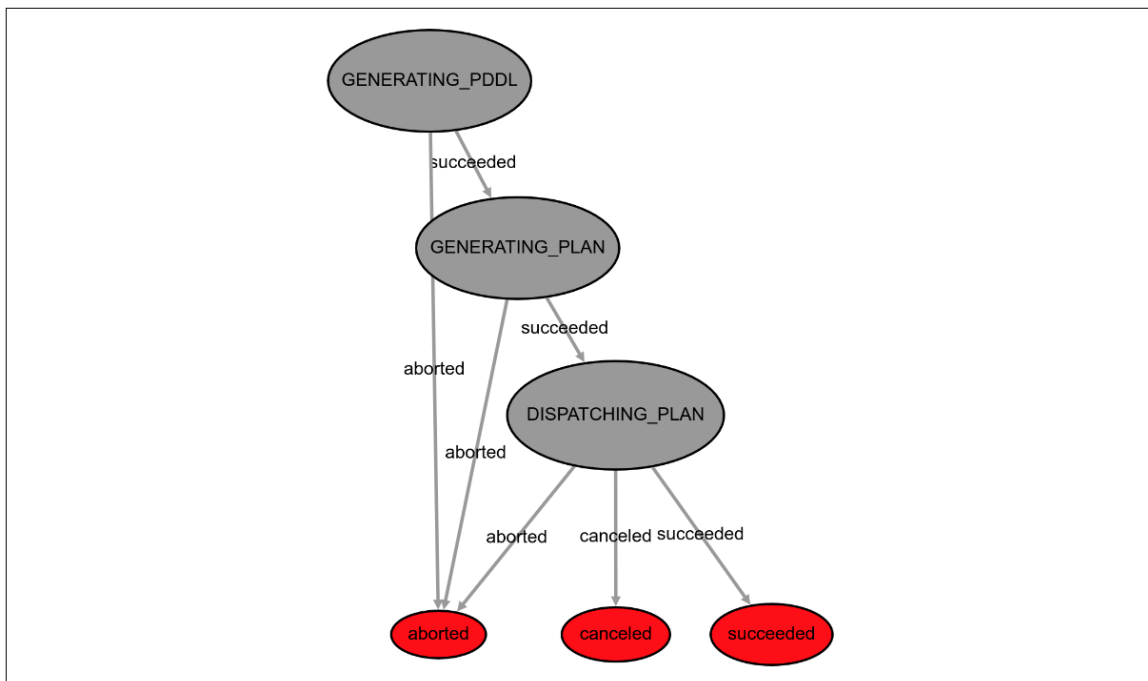 GENERATING_PDDL
succeeded
GENERATING_PLAN
succeeded
aborted
DISPATCHING_PLAN
aborted
aborted
canceled
succeeded
aborted
canceled
succeeded